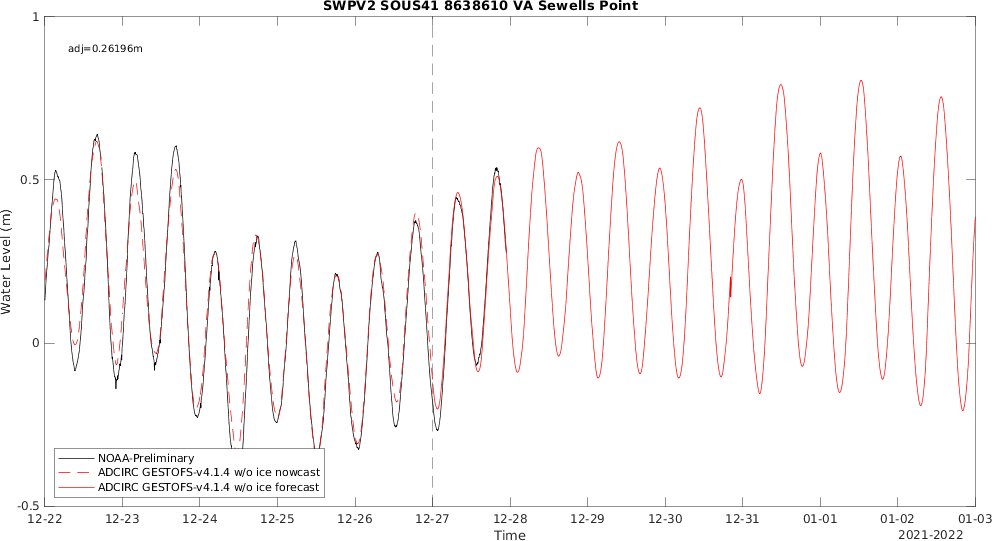 SWPV2 SOUS41 8638610 VA Sewells Point
1
adj=0.26196m
0.5
Water Level (m)
0
NOAA-Preliminary
ADCIRC GESTOFS-v4.1.4 w/o ice nowcast
ADCIRC GESTOFS-v4.1.4 w/o ice forecast
-0.5
12-22 12-23 12-24 12-25 12-26 12-27 12-28 12-29 12-30 12-31 01-01 01-02 01-03
Time
2021-2022